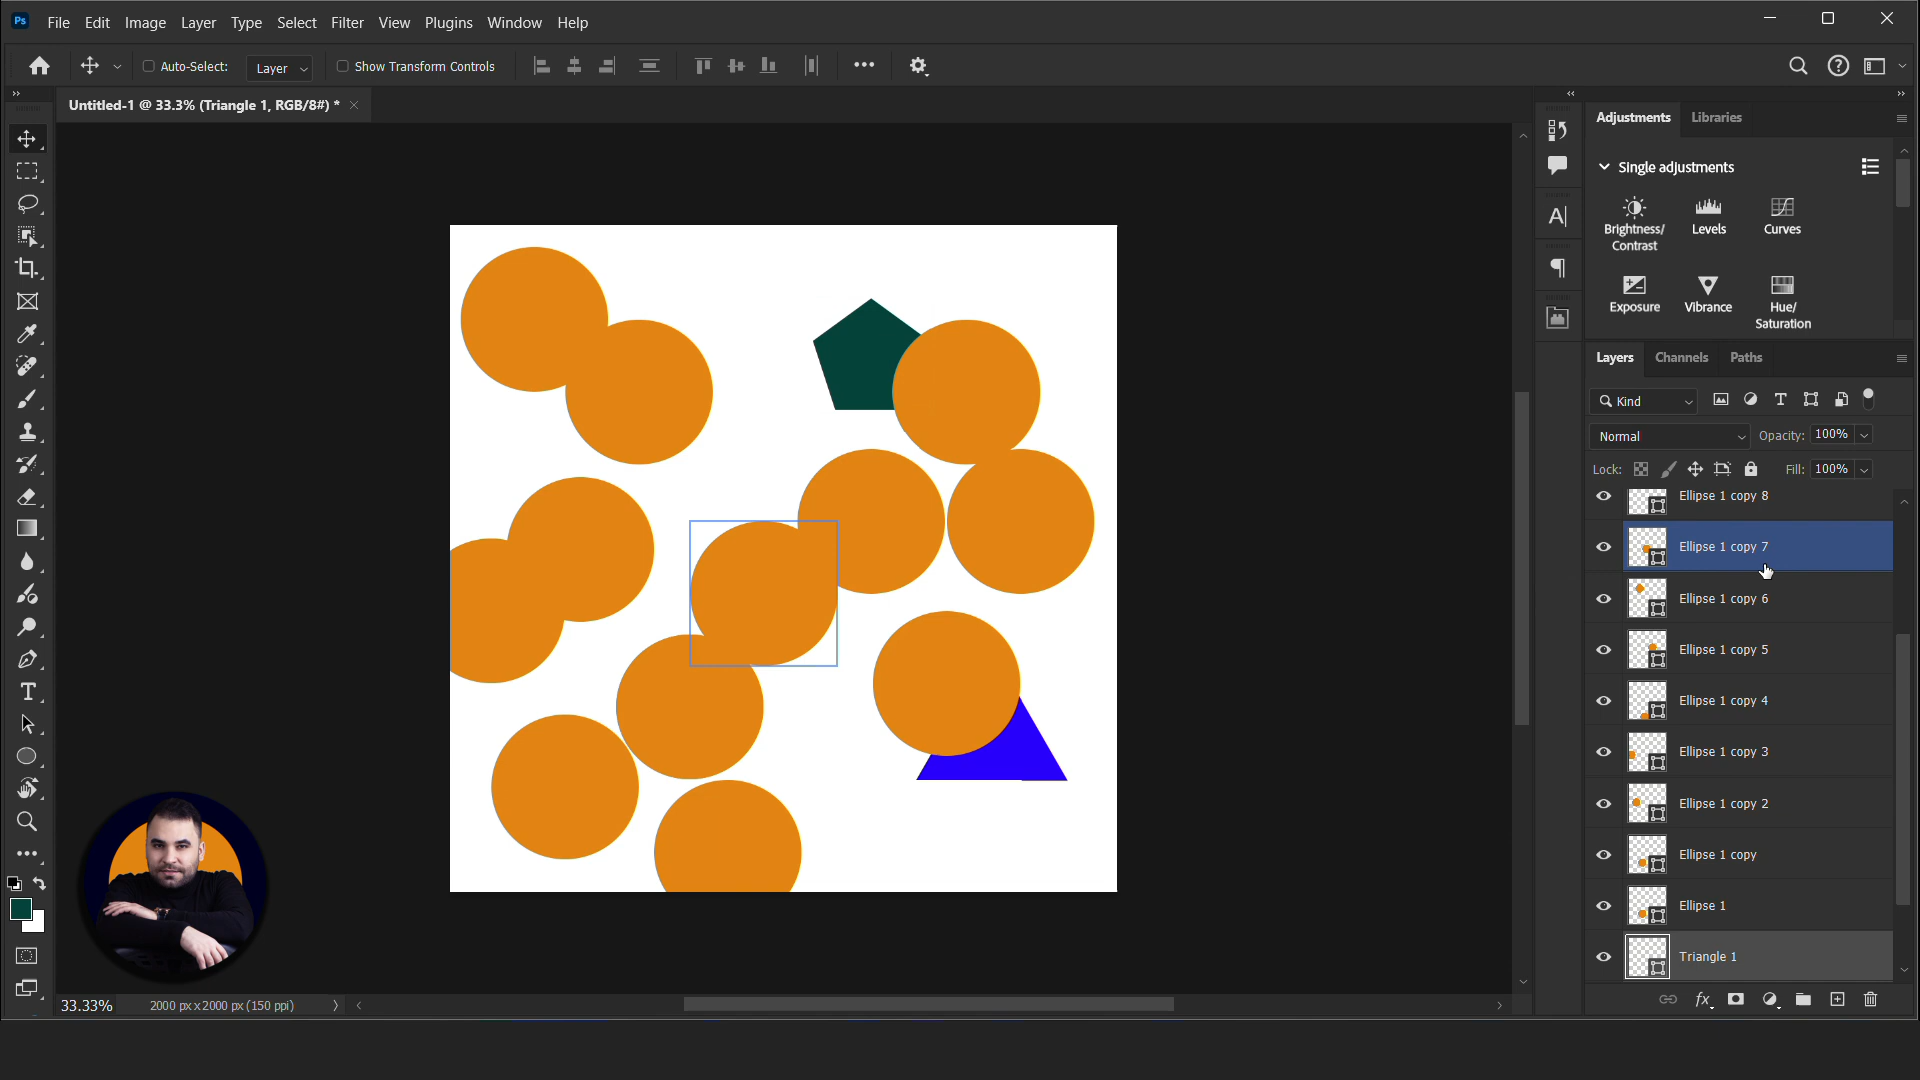 Ps File Edit Image Layer Type Select Filter View Plugins Window Help
Auto-Select: Layer Show Transform Controls
Untitled-1 @ 33.3% (Triangle 1, RGB/8#) *
Adjustments Libraries
Single adjustments
Brightness/
Contrast
Levels
Curves
Exposure
Vibrance
Hue/
Saturation
Layers Channels Paths
Kind
Normal Opacity: 100%
Lock: Fill: 100%
Ellipse 1 copy 8
Ellipse 1 copy 7
Ellipse 1 copy 6
Ellipse 1 copy 5
Ellipse 1 copy 4
Ellipse 1 copy 3
Ellipse 1 copy 2
Ellipse 1 copy
Ellipse 1
Triangle 1
33.33% 2000 px x 2000 px (150 ppi)